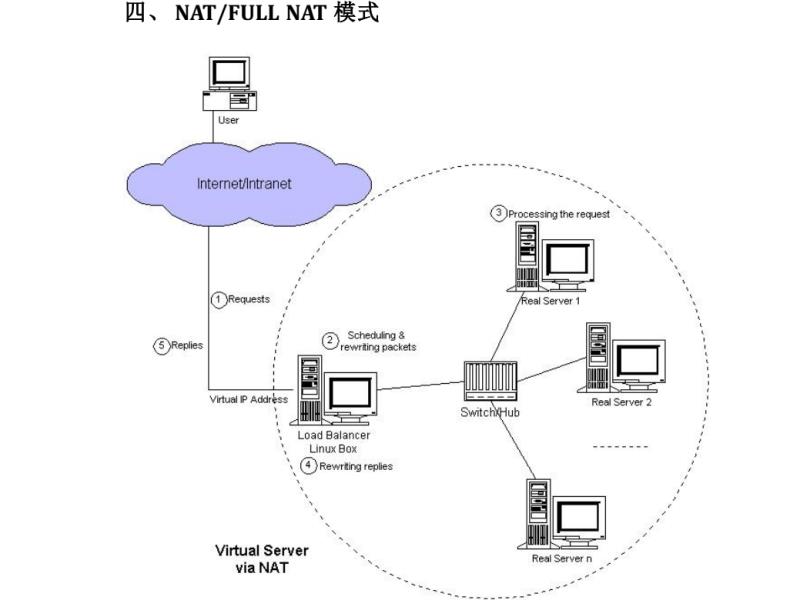 四、 NAT/FULL NAT 模式
User
Internet/Intranet
3 Processing the request
Real Server 1
1 Requests
2 Scheduling &
rewriting packets
5 Replies
Real Server 2
Virtual IP Address
Switch/Hub
Load Balancer
Linux Box
4 Rewriting replies
Real Server n
Virtual Server
via NAT